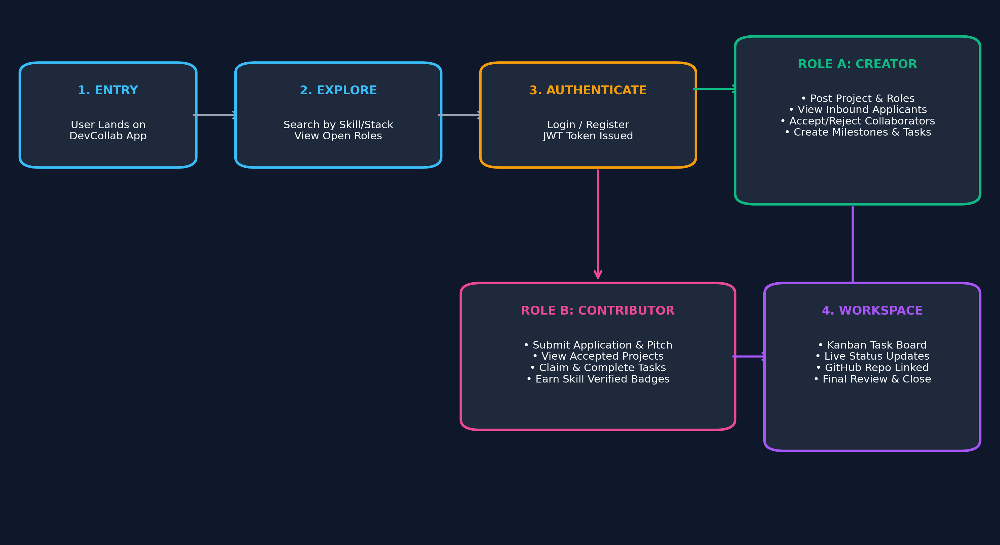 1. ENTRY
User Lands on
DevCollab App
2. EXPLORE
Search by Skill/Stack
View Open Roles
3. AUTHENTICATE
Login / Register
JWT Token Issued
ROLE A: CREATOR
• Post Project & Roles
• View Inbound Applicants
• Accept/Reject Collaborators
• Create Milestones & Tasks
ROLE B: CONTRIBUTOR
• Submit Application & Pitch
• View Accepted Projects
• Claim & Complete Tasks
• Earn Skill Verified Badges
4. WORKSPACE
• Kanban Task Board
• Live Status Updates
• GitHub Repo Linked
• Final Review & Close